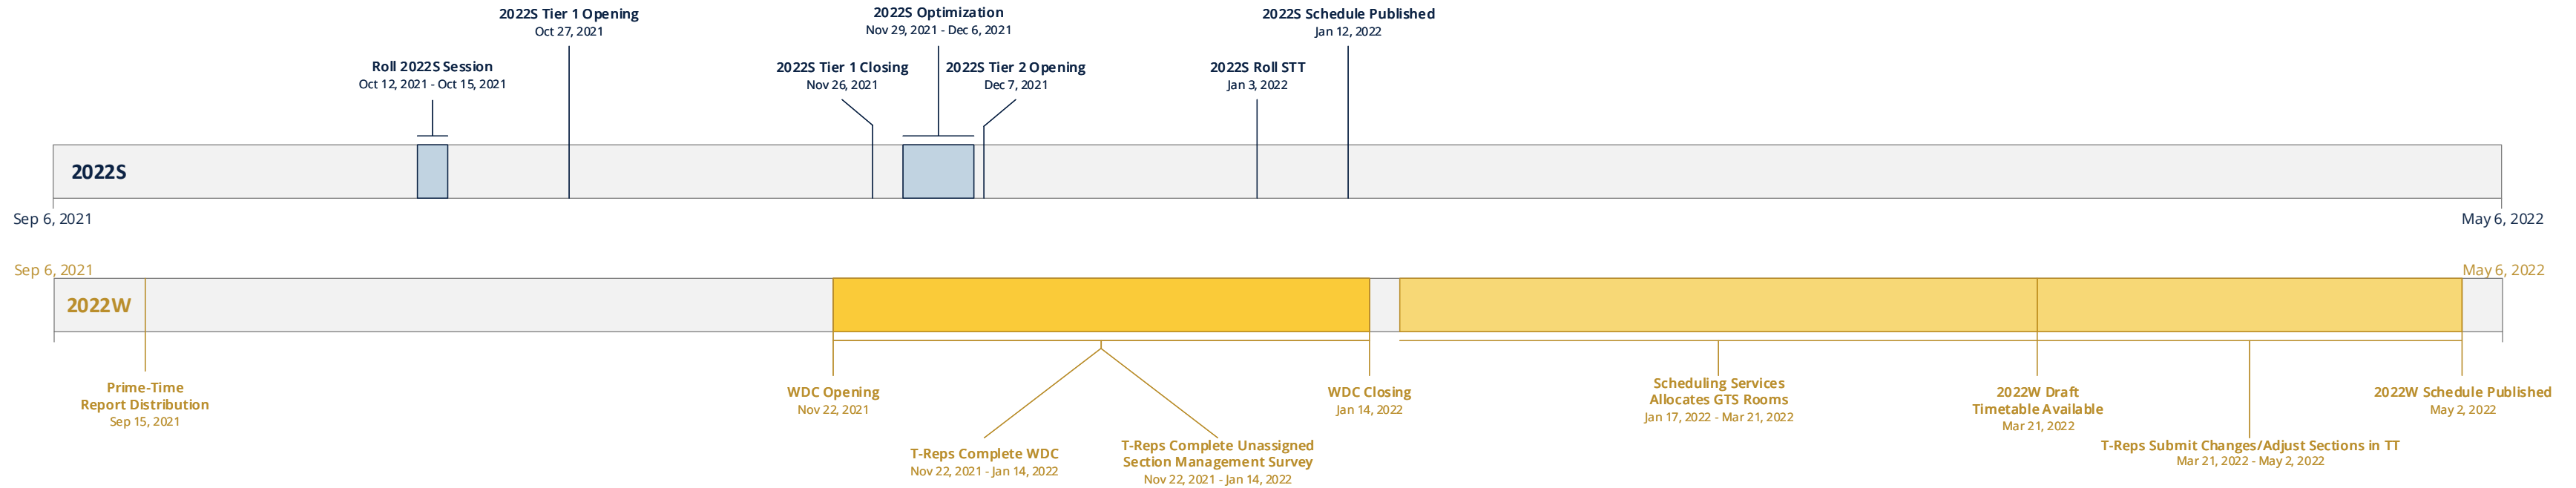 2022S Tier 1 Opening
Oct 27, 2021
2022S Optimization
Nov 29, 2021 - Dec 6, 2021
2022S Schedule Published
Jan 12, 2022
Roll 2022S Session
Oct 12, 2021 - Oct 15, 2021
2022S Tier 1 Closing
Nov 26, 2021
2022S Tier 2 Opening
Dec 7, 2021
2022S Roll STT
Jan 3, 2022
2022S
Sep 6, 2021
May 6, 2022
Sep 6, 2021
May 6, 2022
2022W
Prime-Time
Report Distribution
Sep 15, 2021
WDC Opening
Nov 22, 2021
WDC Closing
Jan 14, 2022
Scheduling Services
Allocates GTS Rooms
Jan 17, 2022 - Mar 21, 2022
2022W Draft
Timetable Available
Mar 21, 2022
2022W Schedule Published
May 2, 2022
T-Reps Complete WDC
Nov 22, 2021 - Jan 14, 2022
T-Reps Complete Unassigned
Section Management Survey
Nov 22, 2021 - Jan 14, 2022
T-Reps Submit Changes/Adjust Sections in TT
Mar 21, 2022 - May 2, 2022